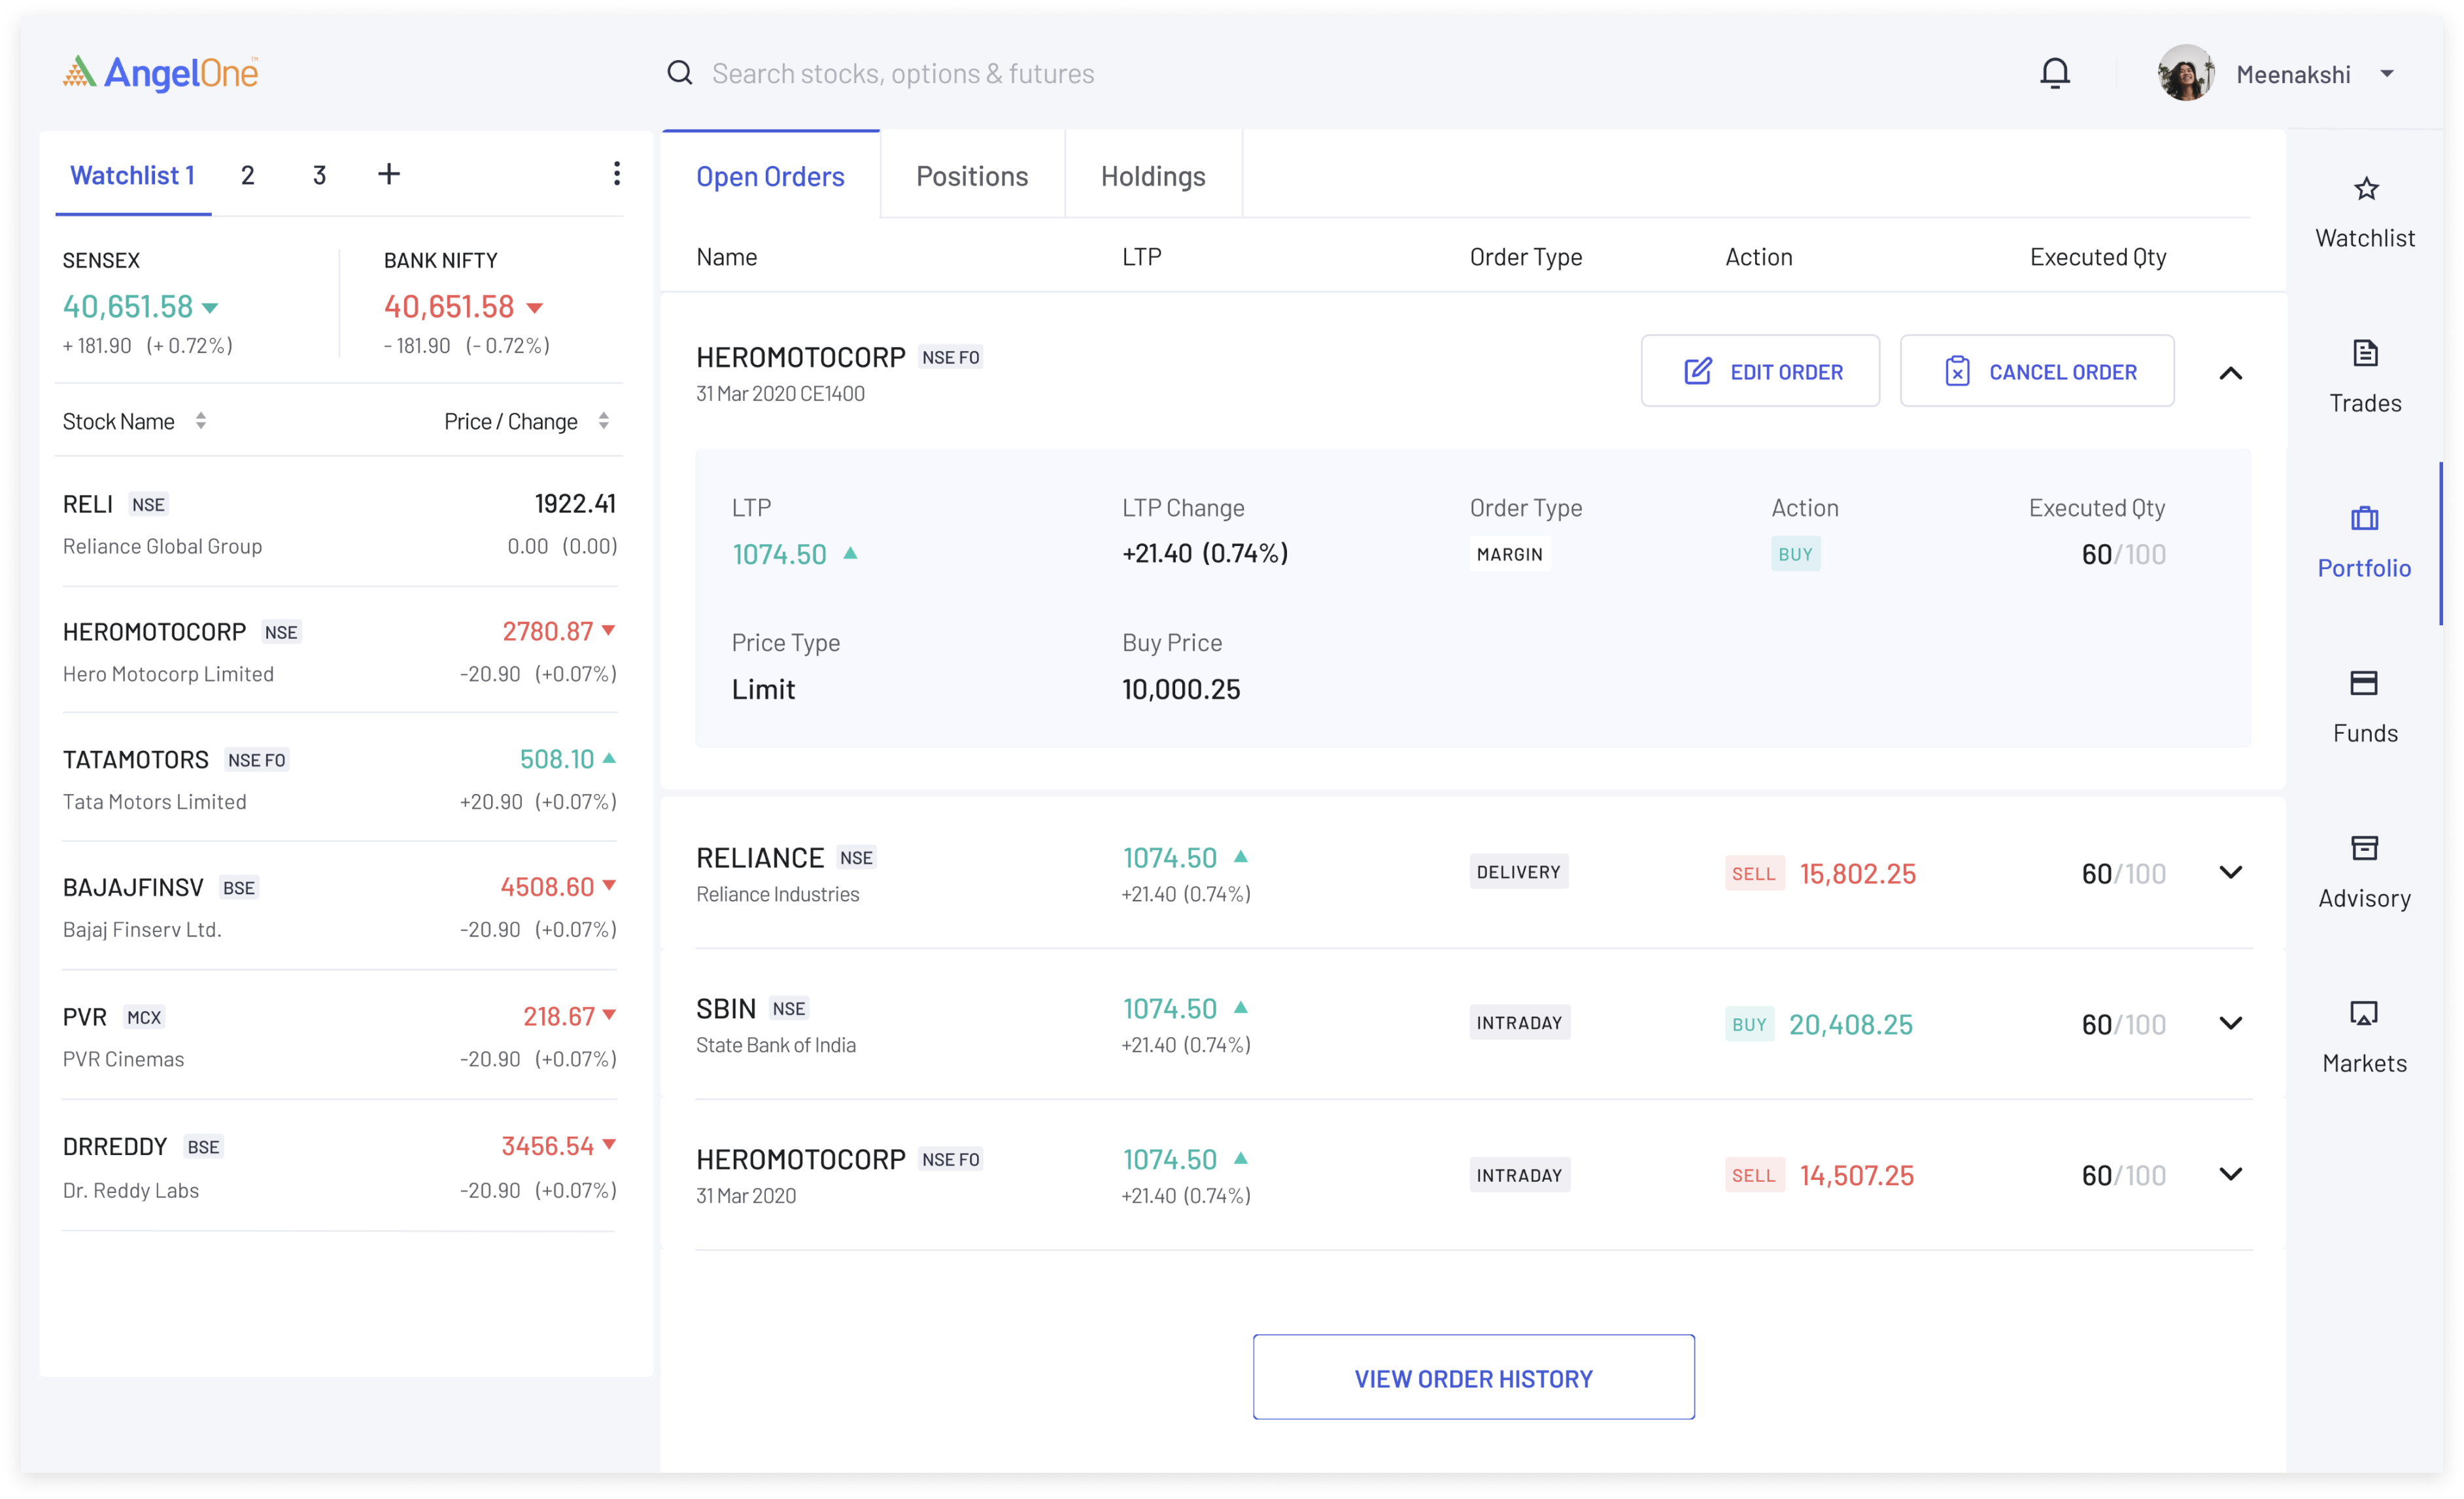 AngelOne™
Search stocks, options & futures
Meenakshi
Watchlist 1 2 3 +
SENSEX
40,651.58
+ 181.90 (+ 0.72%)
BANK NIFTY
40,651.58
- 181.90 (- 0.72%)
Stock Name Price / Change
RELI NSE 1922.41
Reliance Global Group 0.00 (0.00)
HEROMOTOCORP NSE 2780.87
Hero Motocorp Limited -20.90 (+0.07%)
TATAMOTORS NSE FO 508.10
Tata Motors Limited +20.90 (+0.07%)
BAJAJFINSV BSE 4508.60
Bajaj Finserv Ltd. -20.90 (+0.07%)
PVR MCX 218.67
PVR Cinemas -20.90 (+0.07%)
DRREDDY BSE 3456.54
Dr. Reddy Labs -20.90 (+0.07%)
Open Orders Positions Holdings
Name LTP Order Type Action Executed Qty
HEROMOTOCORP NSE FO
31 Mar 2020 CE1400
EDIT ORDER CANCEL ORDER
LTP LTP Change Order Type Action Executed Qty
1074.50 +21.40 (0.74%) MARGIN BUY 60/100
Price Type Buy Price
Limit 10,000.25
RELIANCE NSE 1074.50
Reliance Industries +21.40 (0.74%)
DELIVERY SELL 15,802.25 60/100
SBIN NSE 1074.50
State Bank of India +21.40 (0.74%)
INTRADAY BUY 20,408.25 60/100
HEROMOTOCORP NSE FO 1074.50
31 Mar 2020 +21.40 (0.74%)
INTRADAY SELL 14,507.25 60/100
VIEW ORDER HISTORY
Watchlist
Trades
Portfolio
Funds
Advisory
Markets